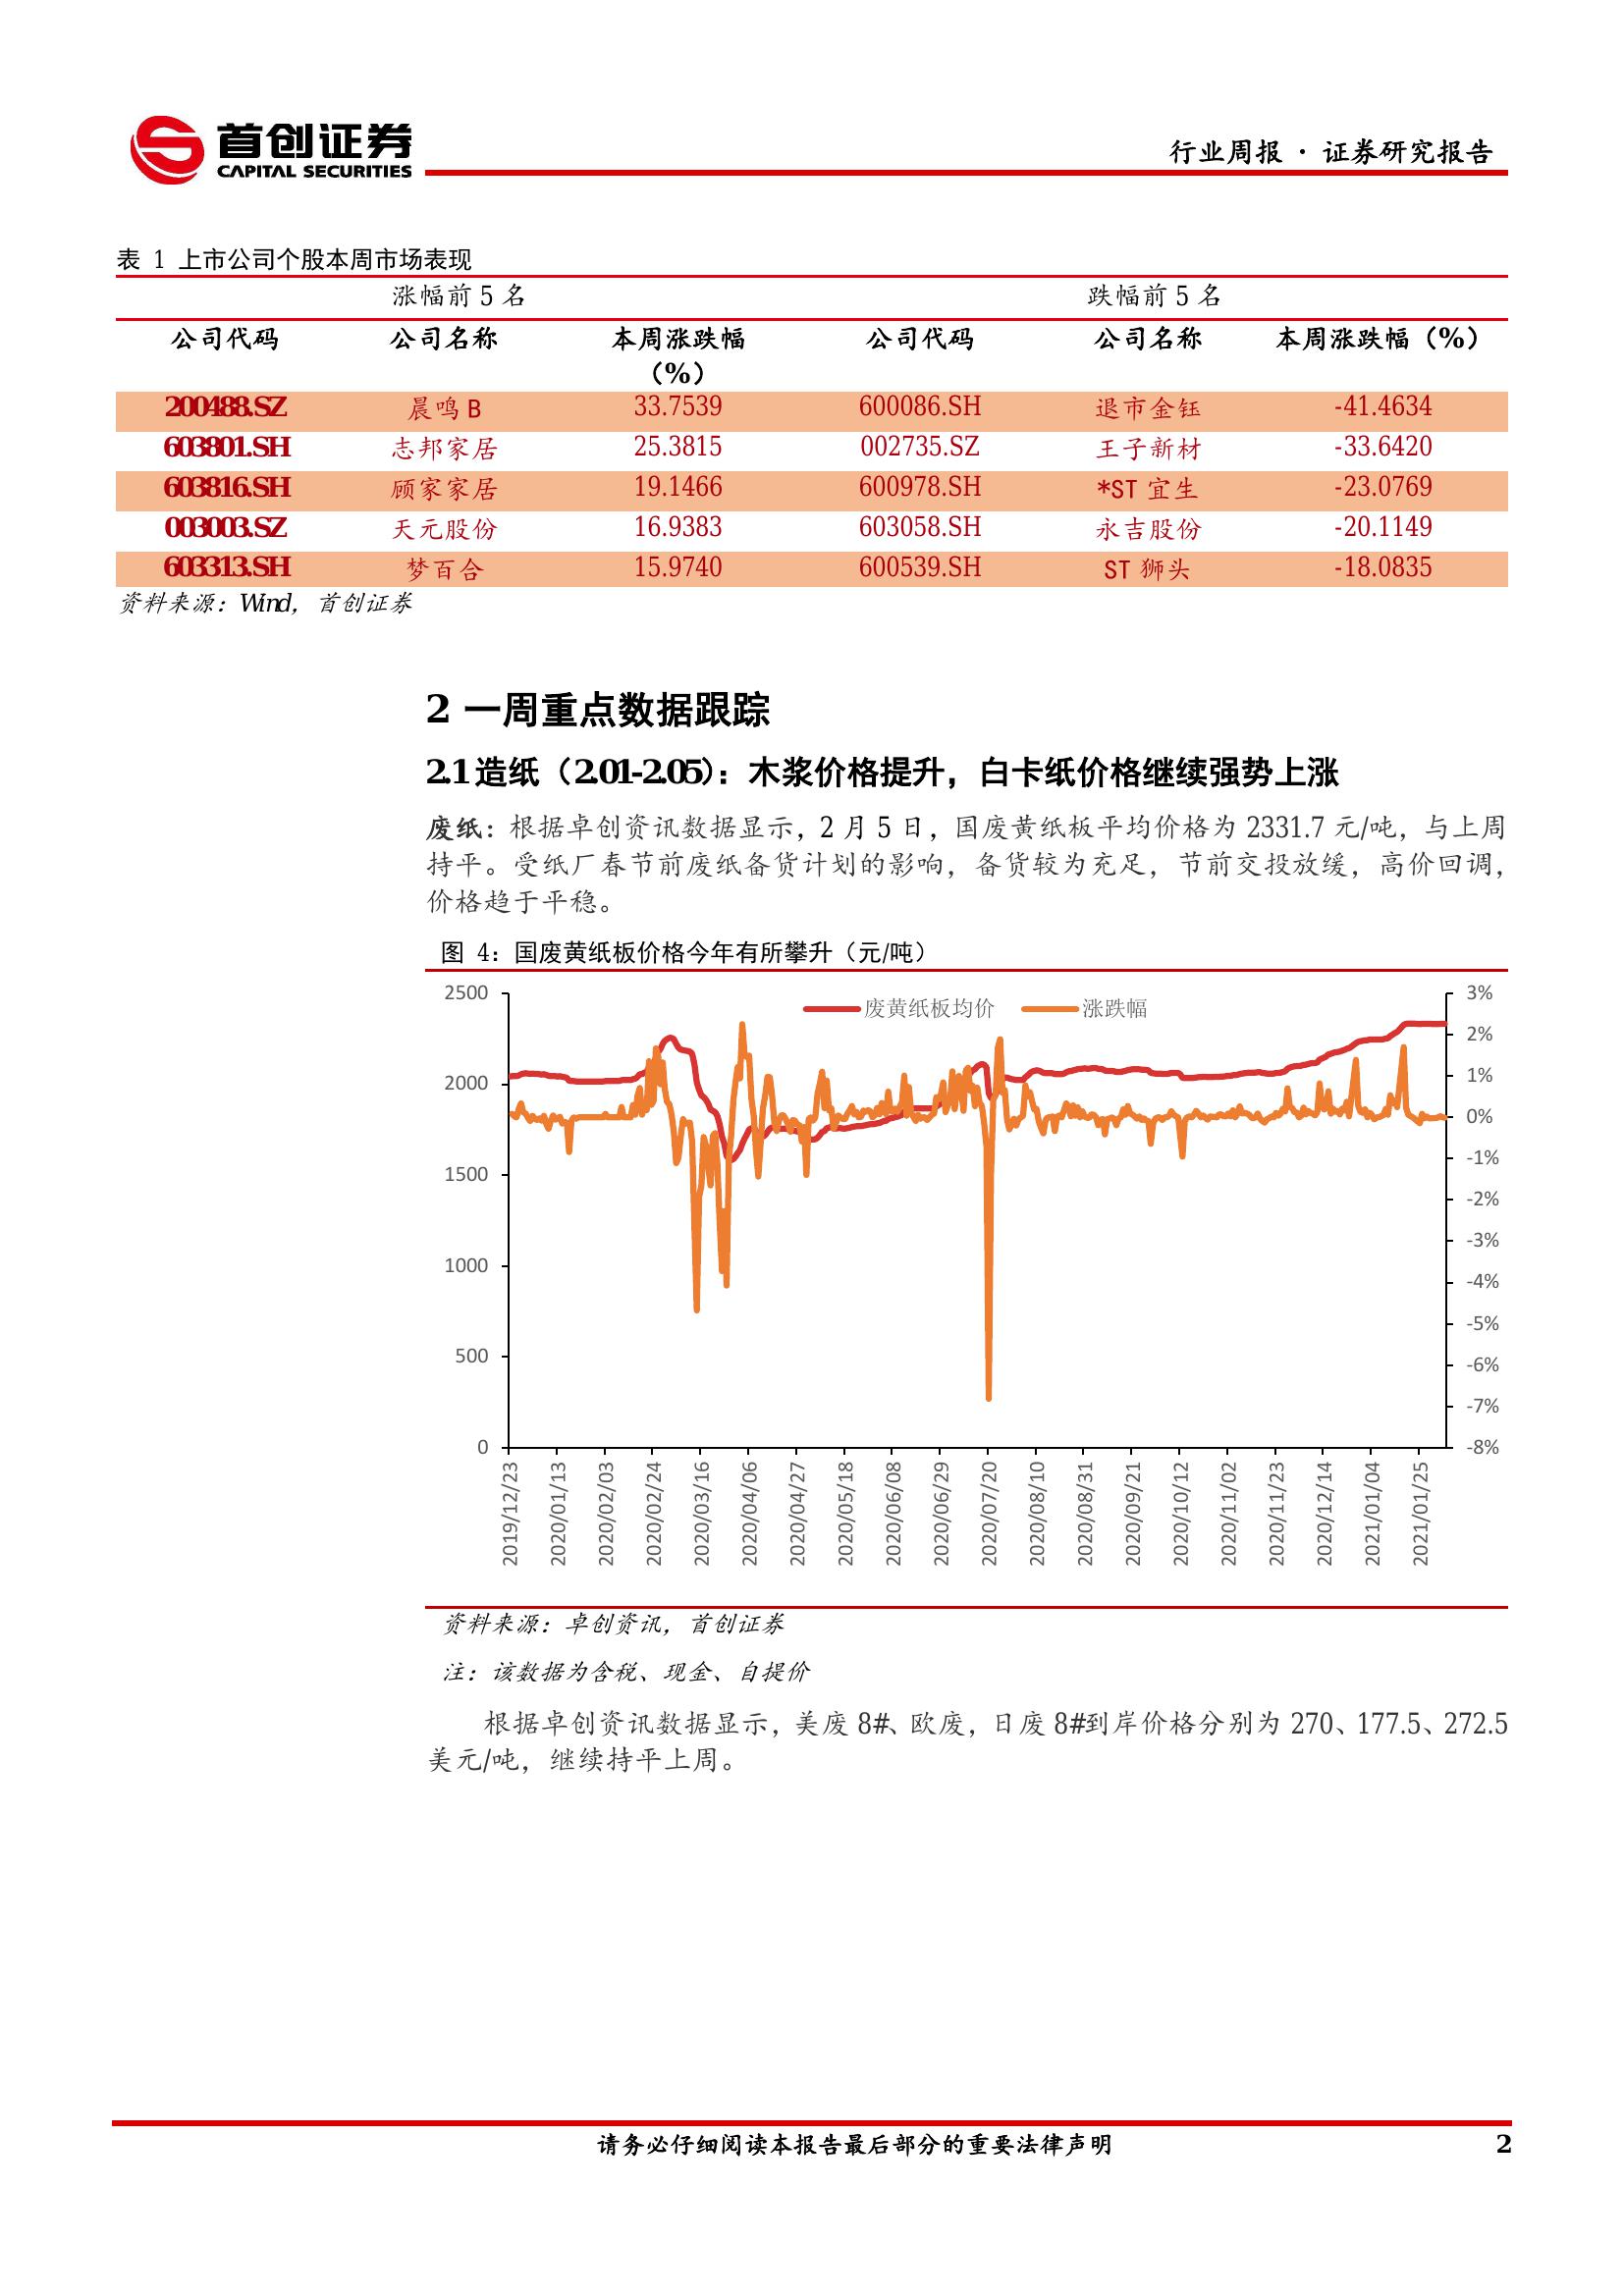 首创证券
CAPITAL SECURITIES
行业周报 · 证券研究报告
表 1 上市公司个股本周市场表现
涨幅前 5 名 跌幅前 5 名
公司代码 公司名称 本周涨跌幅（%） 公司代码 公司名称 本周涨跌幅（%）
200488.SZ 晨鸣 B 33.7539 600086.SH 退市金钰 -41.4634
603801.SH 志邦家居 25.3815 002735.SZ 王子新材 -33.6420
603816.SH 顾家家居 19.1466 600978.SH *ST 宜生 -23.0769
003003.SZ 天元股份 16.9383 603058.SH 永吉股份 -20.1149
603313.SH 梦百合 15.9740 600539.SH ST 狮头 -18.0835
资料来源：Wind，首创证券
2 一周重点数据跟踪
2.1 造纸（2.01-2.05）：木浆价格提升，白卡纸价格继续强势上涨
废纸：根据卓创资讯数据显示，2 月 5 日，国废黄纸板平均价格为 2331.7 元/吨，与上周
持平。受纸厂春节前废纸备货计划的影响，备货较为充足，节前交投放缓，高价回调，
价格趋于平稳。
图 4：国废黄纸板价格今年有所攀升（元/吨）
废黄纸板均价 涨跌幅
2500
2000
1500
1000
500
0
3%
2%
1%
0%
-1%
-2%
-3%
-4%
-5%
-6%
-7%
-8%
2019/12/23
2020/01/13
2020/02/03
2020/02/24
2020/03/16
2020/04/06
2020/04/27
2020/05/18
2020/06/08
2020/06/29
2020/07/20
2020/08/10
2020/08/31
2020/09/21
2020/10/12
2020/11/02
2020/11/23
2020/12/14
2021/01/04
2021/01/25
资料来源：卓创资讯，首创证券
注：该数据为含税、现金、自提价
根据卓创资讯数据显示，美废 8#、欧废，日废 8#到岸价格分别为 270、177.5、272.5
美元/吨，继续持平上周。
请务必仔细阅读本报告最后部分的重要法律声明 2